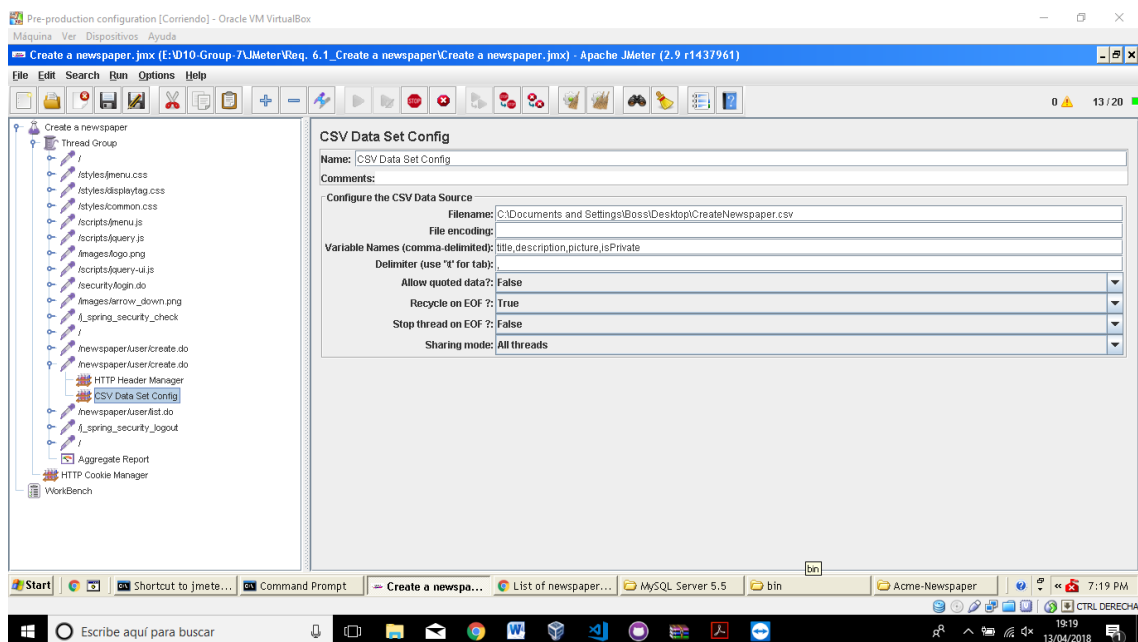 Pre-production configuration [Corriendo] - Oracle VM VirtualBox
Máquina Ver Dispositivos Ayuda
Create a newspaper.jmx (E:\D10-Group-7\JMeter\Req. 6.1_Create a newspaper\Create a newspaper.jmx) - Apache JMeter (2.9 r1437961)
File Edit Search Run Options Help
STOP
0 13 / 20
Create a newspaper
Thread Group
/
/styles/jmenu.css
/styles/displaytag.css
/styles/common.css
/scripts/jmenu.js
/scripts/jquery.js
/images/logo.png
/scripts/jquery-ui.js
/security/login.do
/images/arrow_down.png
/j_spring_security_check
/
/newspaper/user/create.do
/newspaper/user/create.do
HTTP Header Manager
CSV Data Set Config
/newspaper/user/list.do
/j_spring_security_logout
/
Aggregate Report
HTTP Cookie Manager
WorkBench
CSV Data Set Config
Name: CSV Data Set Config
Comments:
Configure the CSV Data Source
Filename: C:\Documents and Settings\Boss\Desktop\CreateNewspaper.csv
File encoding:
Variable Names (comma-delimited): title,description,picture,isPrivate
Delimiter (use '\t' for tab): ,
Allow quoted data?: False
Recycle on EOF ?: True
Stop thread on EOF ?: False
Sharing mode: All threads
bin
Start Shortcut to jmete... Command Prompt Create a newspa... List of newspaper... MySQL Server 5.5 bin Acme-Newspaper « 7:19 PM
CTRL DERECHA
Escribe aquí para buscar
19:19
13/04/2018